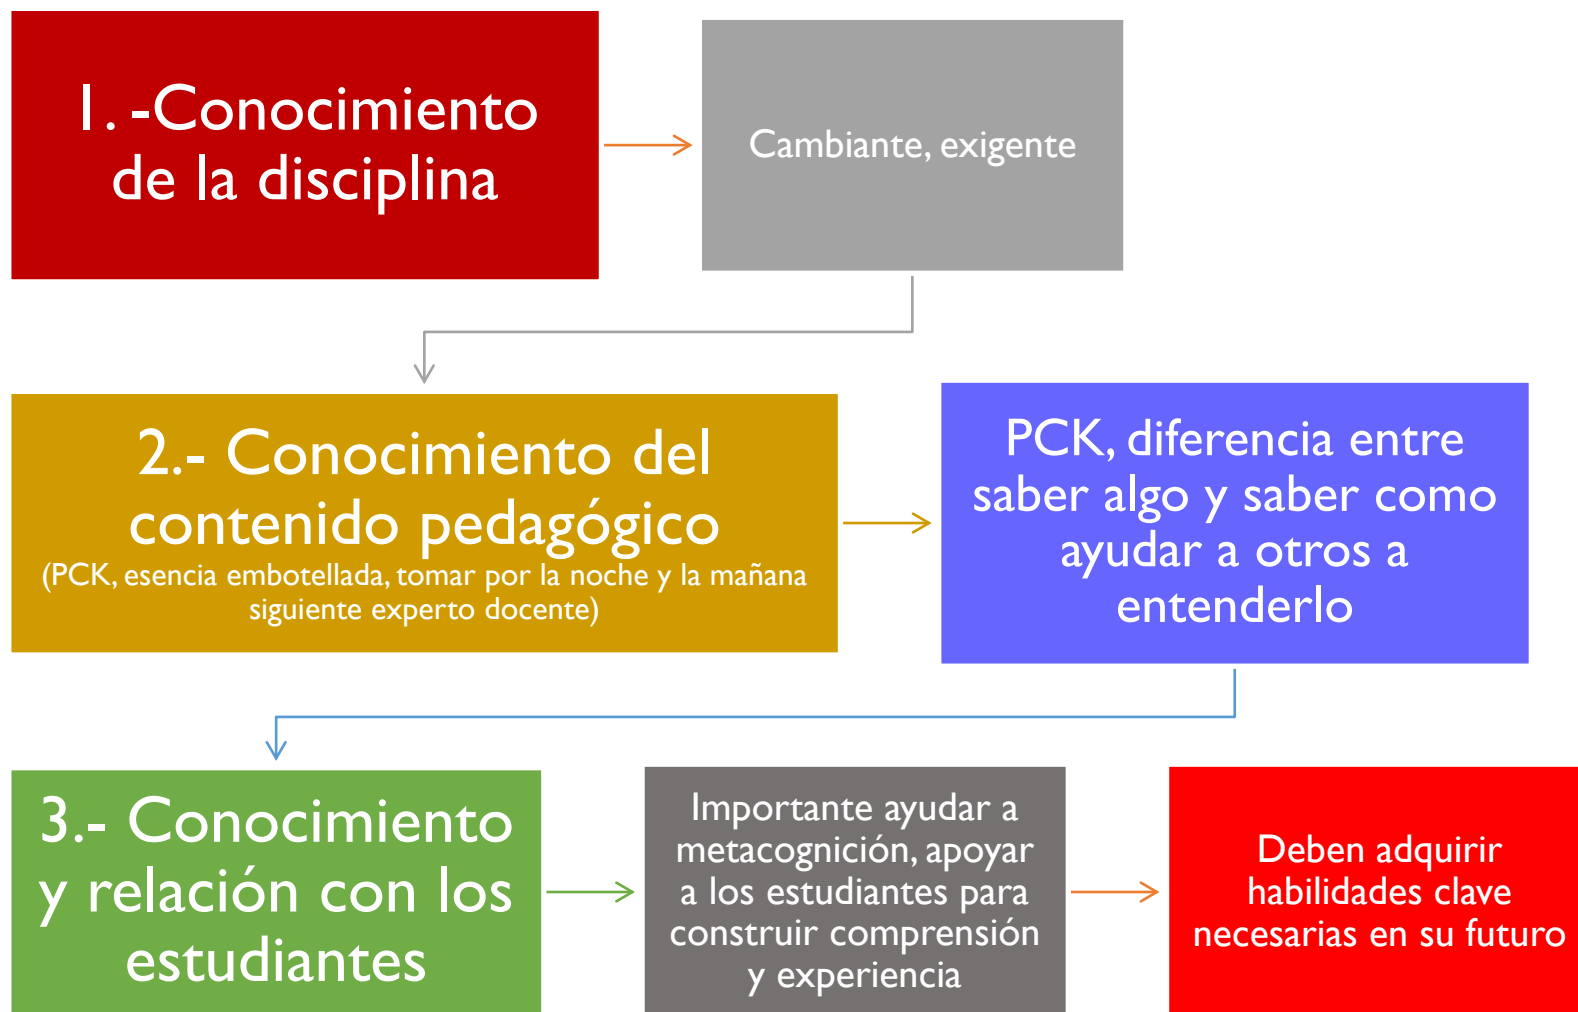 1. -Conocimiento
de la disciplina
Cambiante, exigente
2.- Conocimiento del
contenido pedagógico
(PCK, esencia embotellada, tomar por la noche y la mañana
siguiente experto docente)
PCK, diferencia entre
saber algo y saber como
ayudar a otros a
entenderlo
3.- Conocimiento
y relación con los
estudiantes
Importante ayudar a
metacognición, apoyar
a los estudiantes para
construir comprensión
y experiencia
Deben adquirir
habilidades clave
necesarias en su futuro